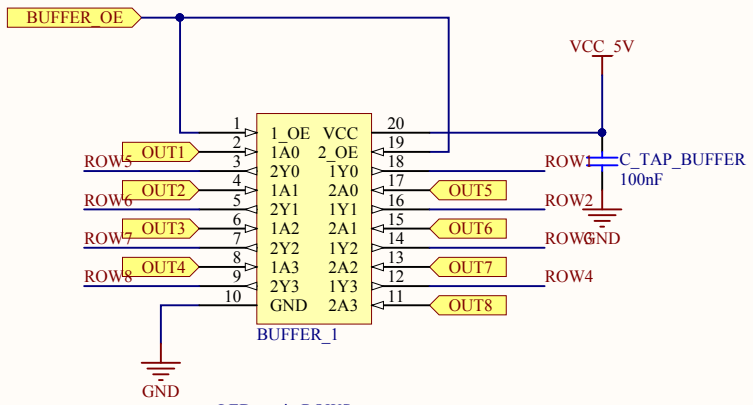 BUFFER_OE
VCC_5V
1 1_OE VCC 20
OUT1 2 1A0 2_OE 19
ROW5 3 2Y0 1Y0 18 ROW1 C_TAP_BUFFER
100nF
OUT2 4 1A1 2A0 17 OUT5
ROW6 5 2Y1 1Y1 16 ROW2
OUT3 6 1A2 2A1 15 OUT6
ROW7 7 2Y2 1Y2 14 ROW3 GND
OUT4 8 1A3 2A2 13 OUT7
ROW8 9 2Y3 1Y3 12 ROW4
10 GND 2A3 11 OUT8
BUFFER_1
GND